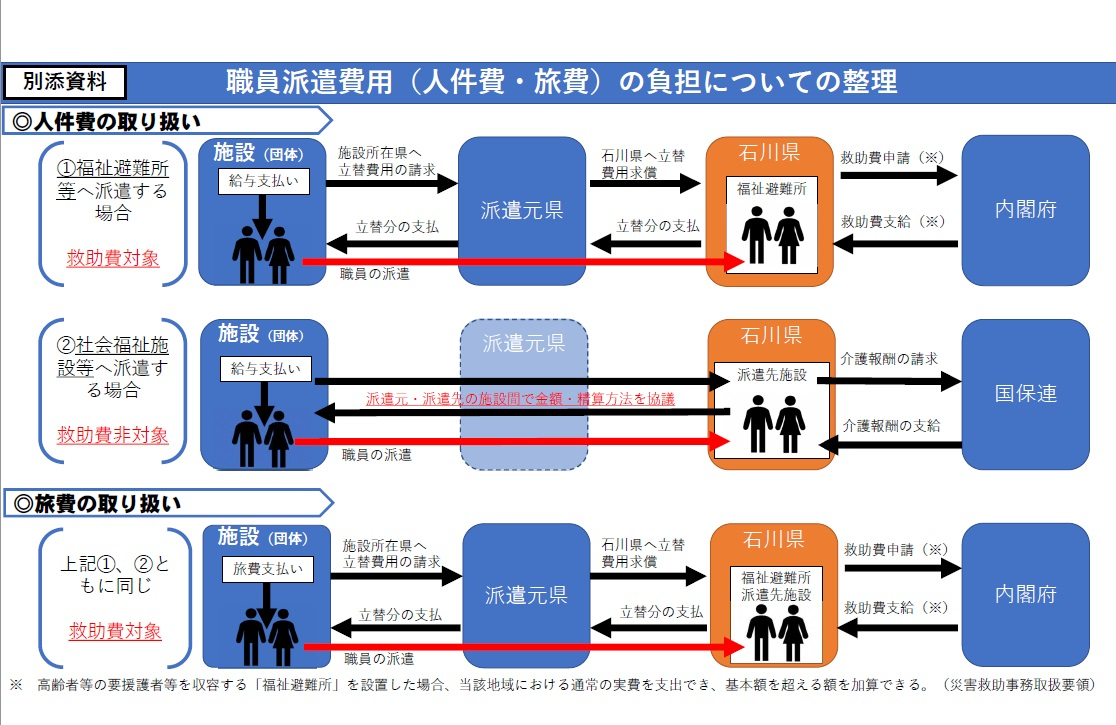 別添資料
職員派遣費用（人件費・旅費）の負担についての整理
◎人件費の取り扱い
①福祉避難所
等へ派遣する
場合
救助費対象
施設（団体）
給与支払い
施設所在県へ
立替費用の請求
立替分の支払
職員の派遣
派遣元県
石川県へ立替
費用求償
立替分の支払
石川県
福祉避難所
救助費申請（※）
救助費支給（※）
内閣府
②社会福祉施
設等へ派遣す
る場合
救助費非対象
施設（団体）
給与支払い
派遣元県
派遣元・派遣先の施設間で金額・精算方法を協議
職員の派遣
石川県
派遣先施設
介護報酬の請求
介護報酬の支給
国保連
◎旅費の取り扱い
上記①、②と
もに同じ
救助費対象
施設（団体）
旅費支払い
施設所在県へ
立替費用の請求
立替分の支払
職員の派遣
派遣元県
石川県へ立替
費用求償
立替分の支払
石川県
福祉避難所
派遣先施設
救助費申請（※）
救助費支給（※）
内閣府
※　高齢者等の要援護者等を収容する「福祉避難所」を設置した場合、当該地域における通常の実費を支出でき、基本額を超える額を加算できる。（災害救助事務取扱要領）